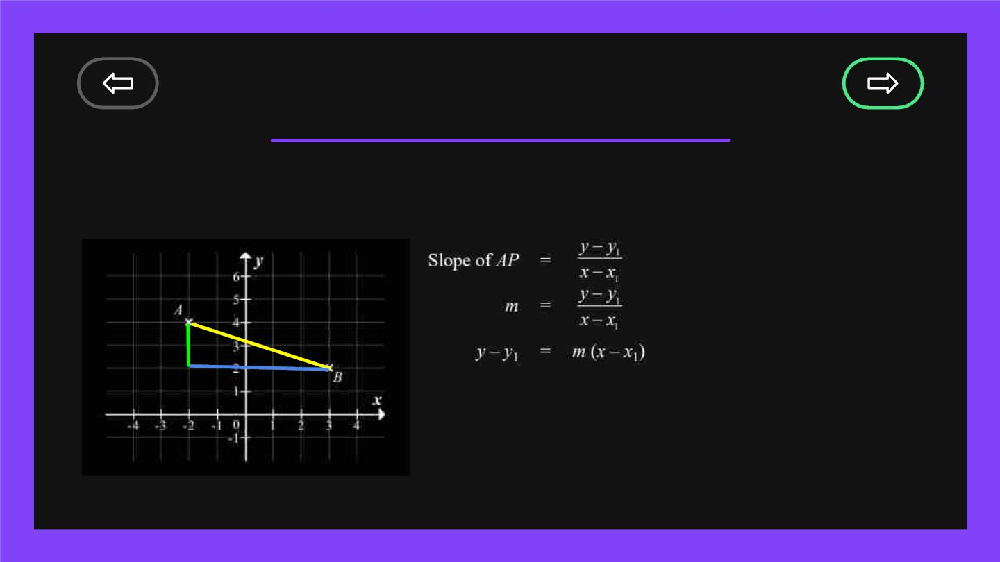 y
6
5
A
4
3
2
B
1
x
-4 -3 -2 -1 0 1 2 3 4
-1
Slope of AP = y – y₁ / x – x₁
m = y – y₁ / x – x₁
y – y₁ = m (x – x₁)